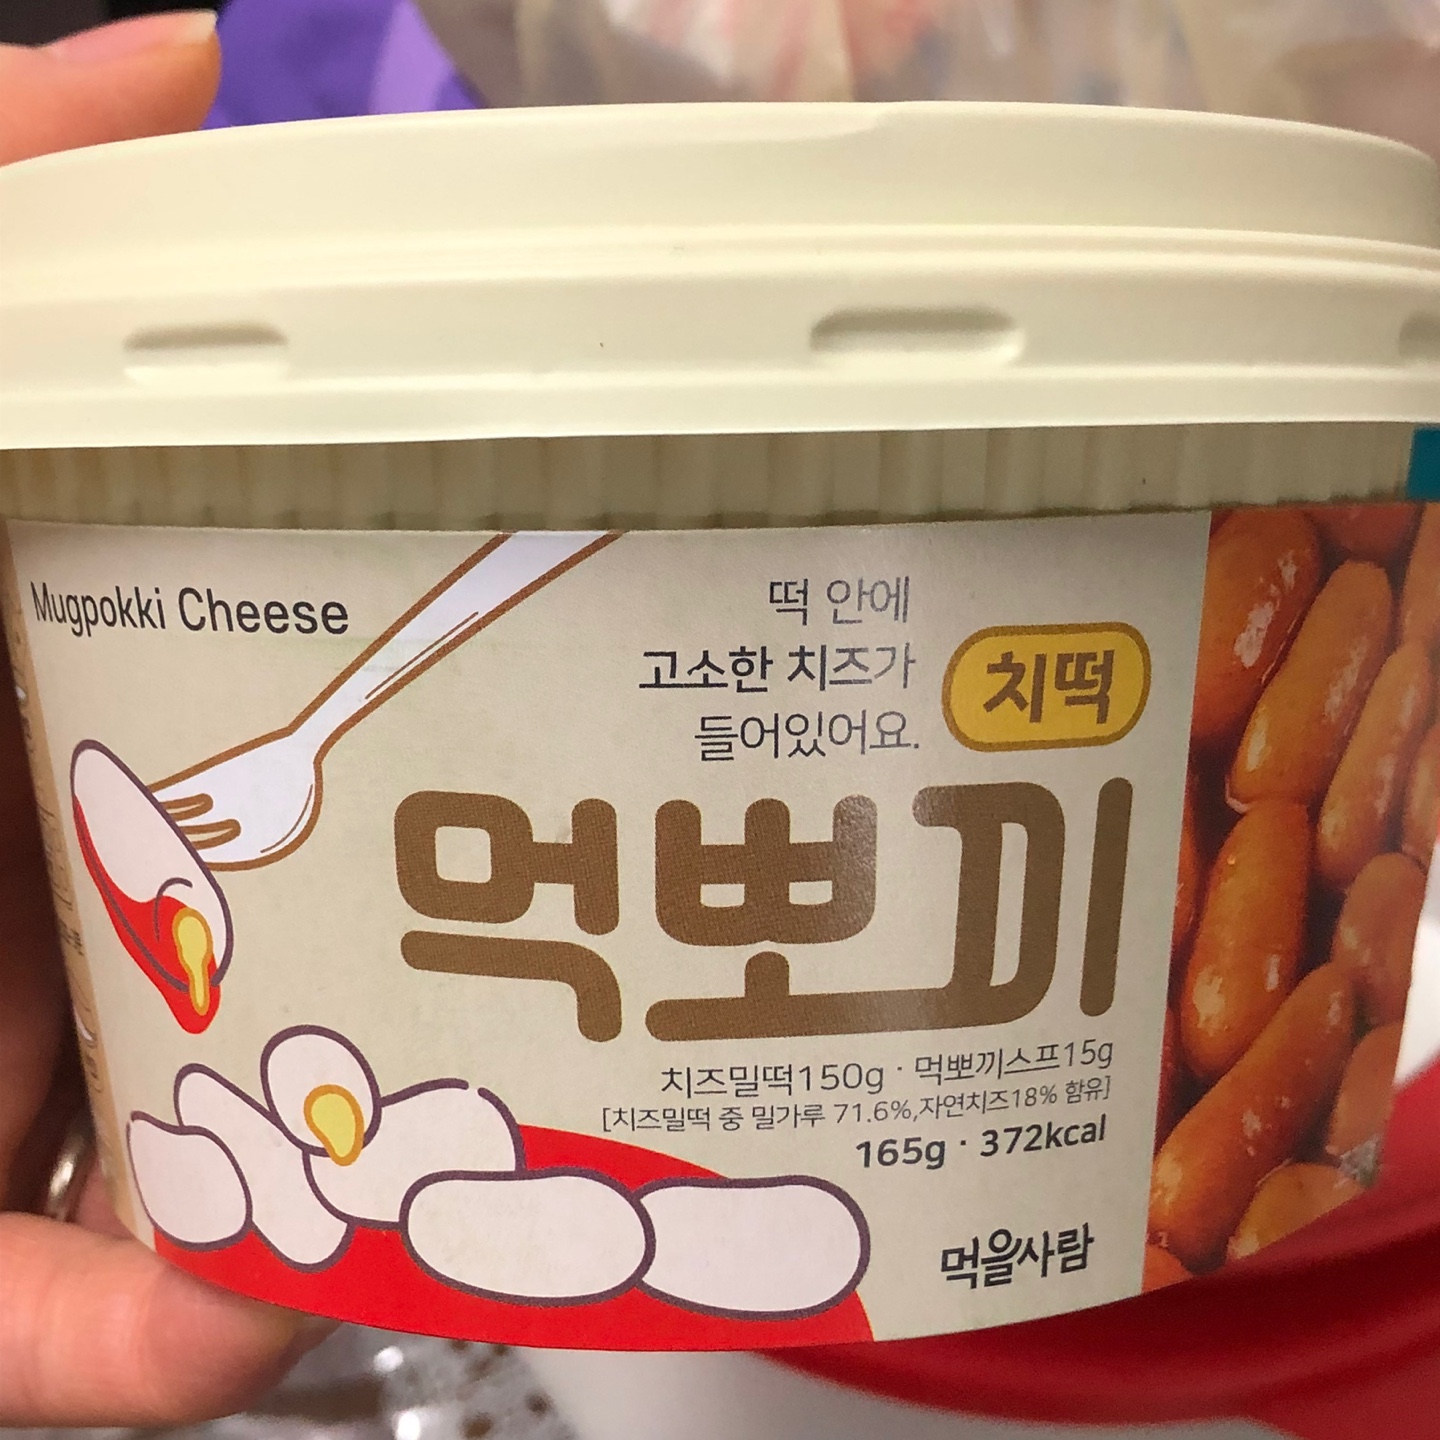 Mugpokki Cheese
떡 안에
고소한 치즈가
들어있어요.
치떡
먹뽀끼
치즈밀떡150g · 먹뽀끼스프15g
[치즈밀떡 중 밀가루 71.6%,자연치즈18% 함유]
165g · 372kcal
먹을사람